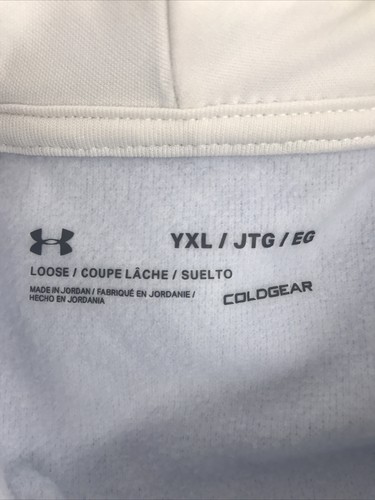 YXL / JTG / EG
LOOSE / COUPE LÂCHE / SUELTO
MADE IN JORDAN / FABRIQUÉ EN JORDANIE /
HECHO EN JORDANIA
COLDGEAR